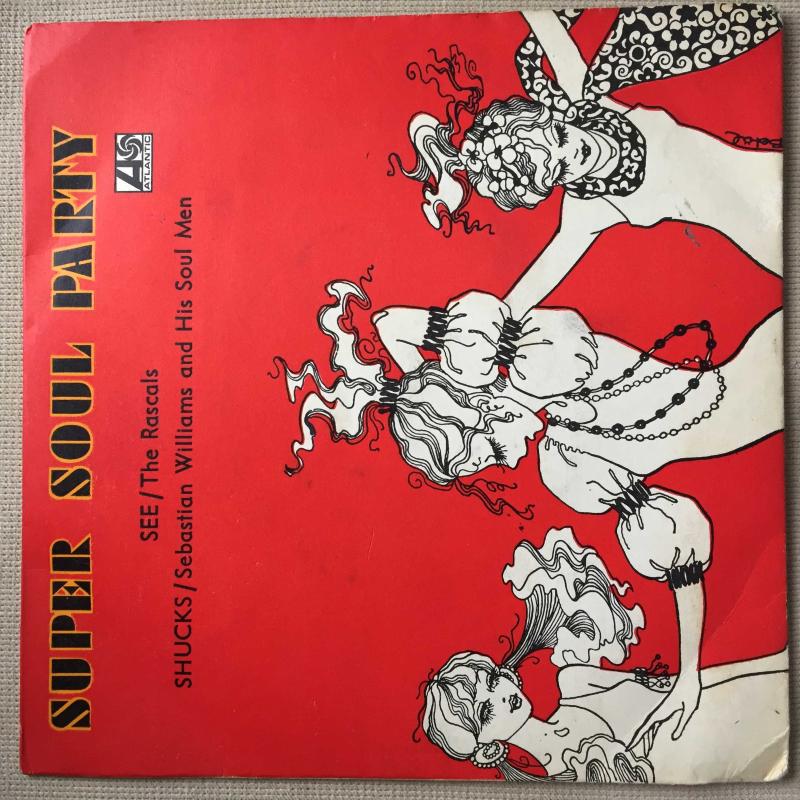 SUPER SOUL PARTY
ATLANTIC
SEE/The Rascals
SHUCKS/Sebastian Williams and His Soul Men